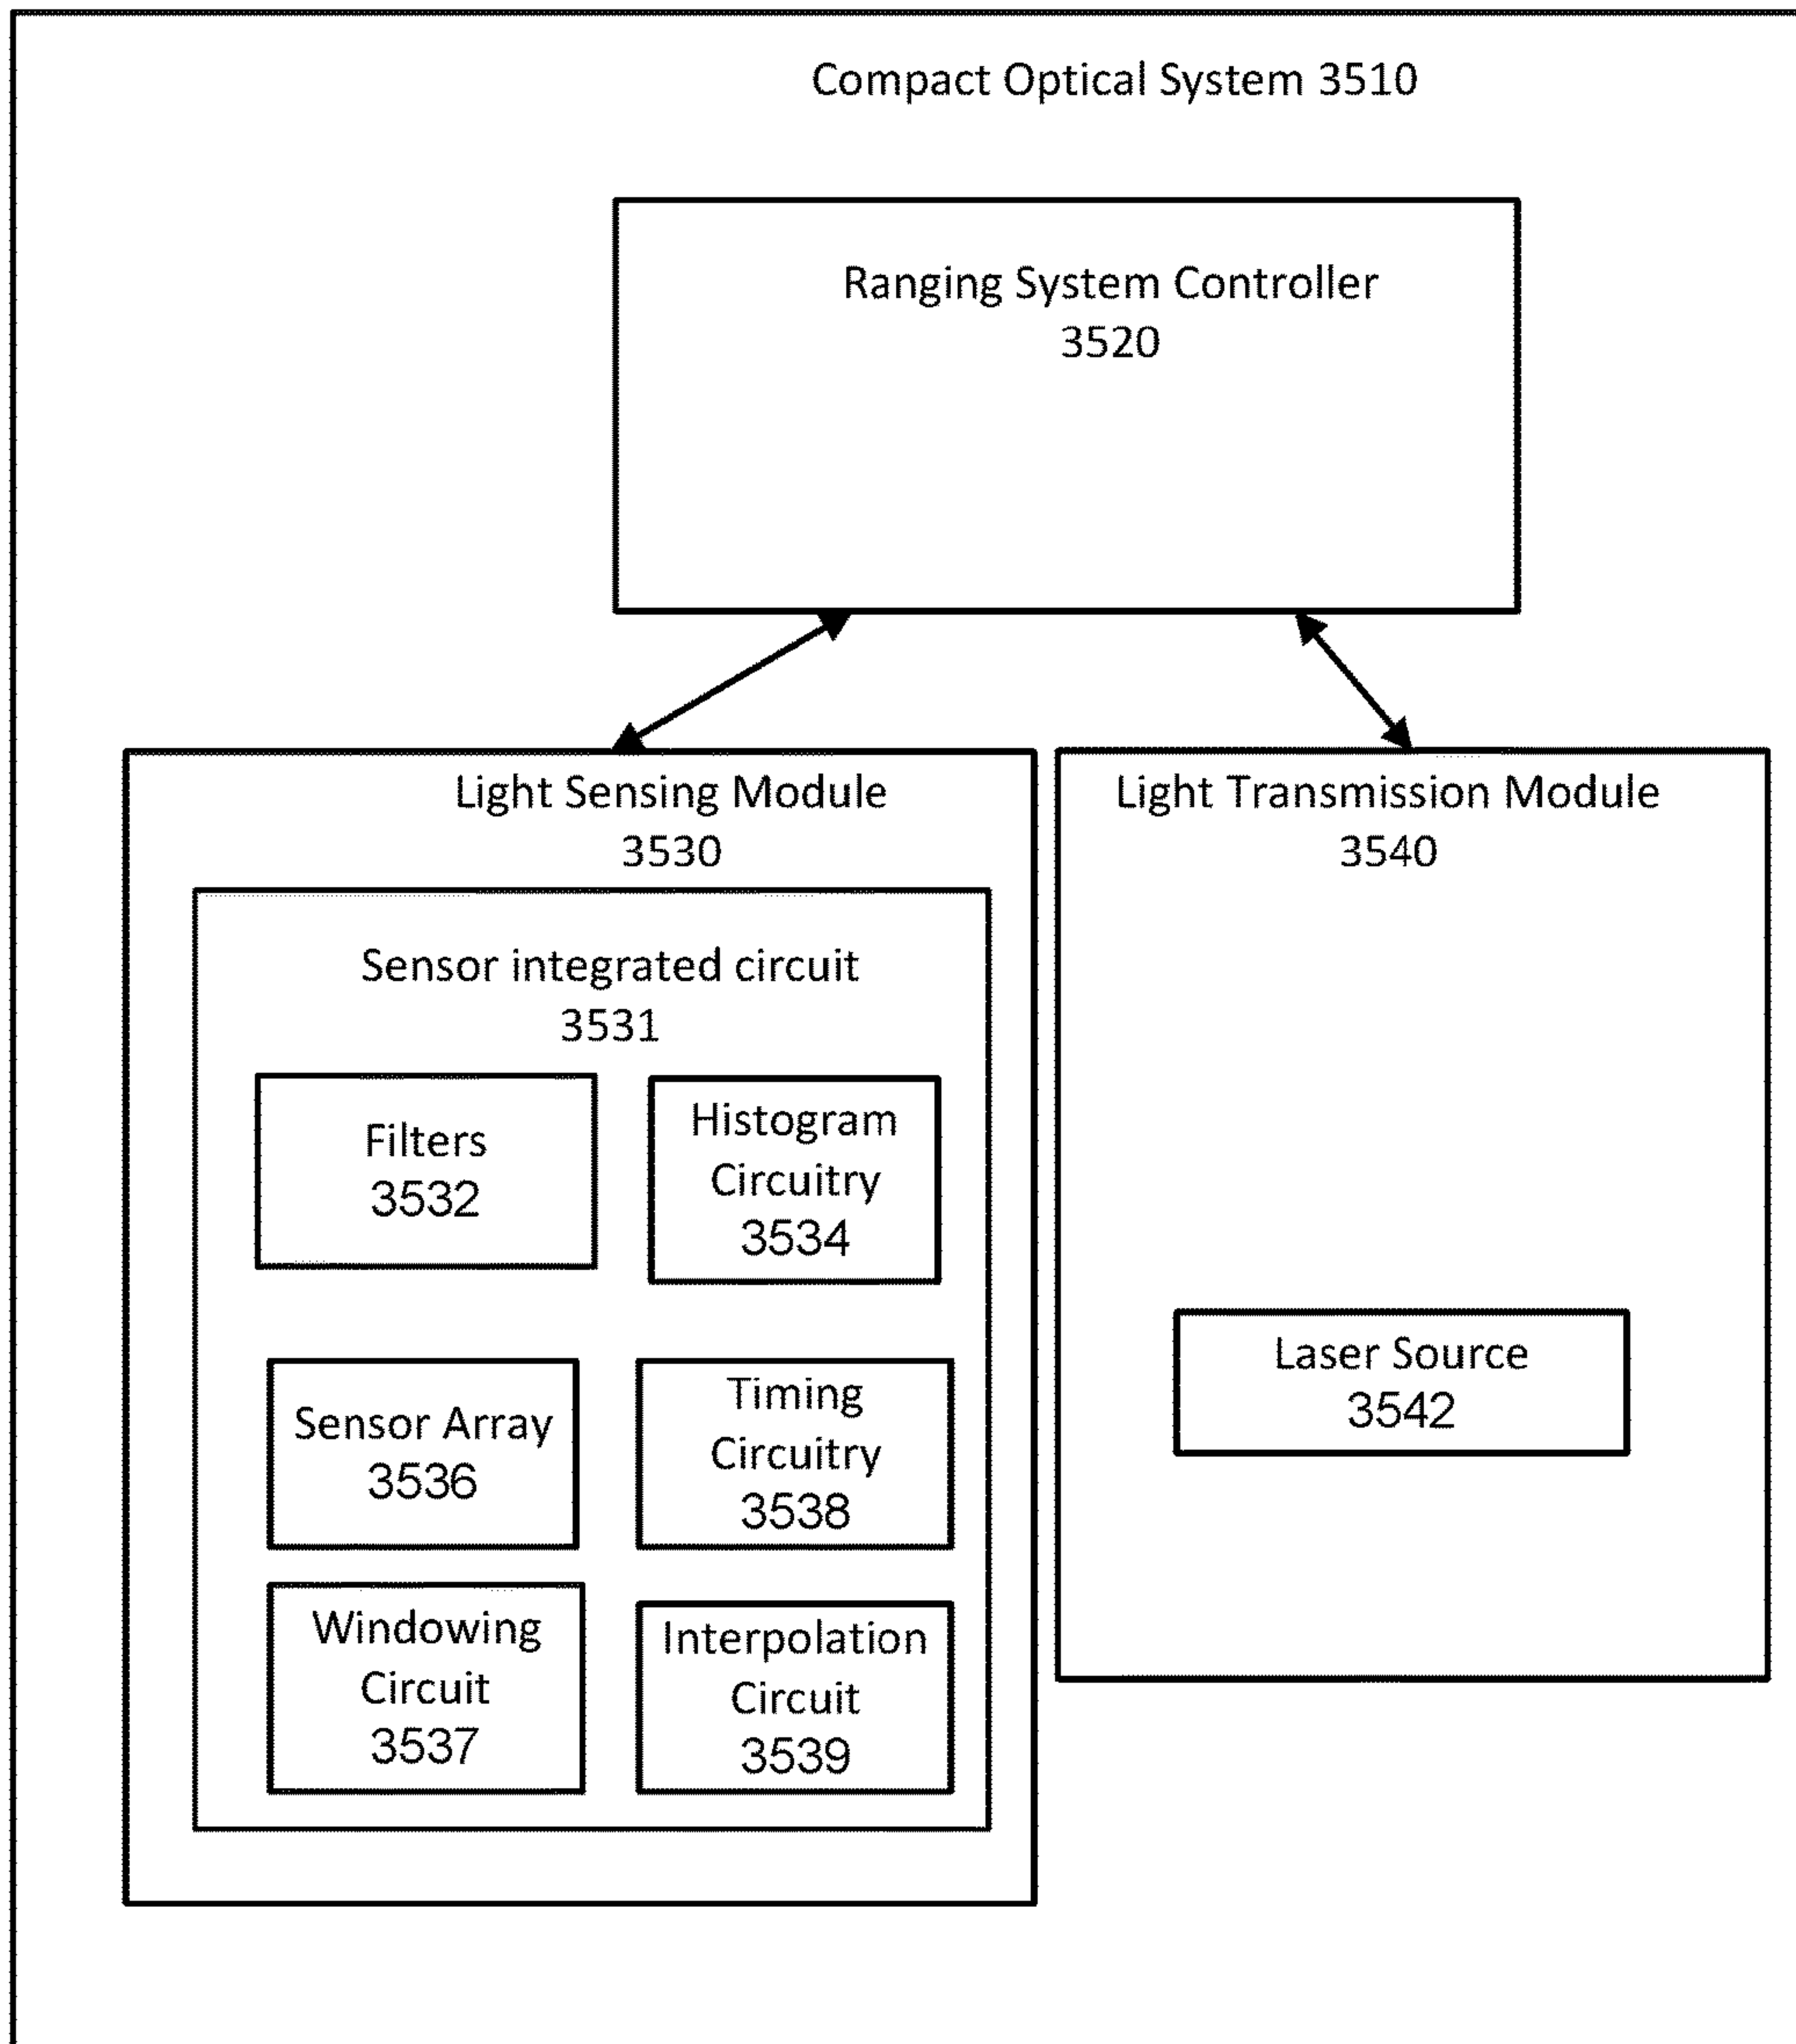 Compact Optical System 3510
Ranging System Controller
3520
Light Sensing Module
3530
Sensor integrated circuit
3531
Filters
3532
Histogram
Circuitry
3534
Sensor Array
3536
Timing
Circuitry
3538
Windowing
Circuit
3537
Interpolation
Circuit
3539
Light Transmission Module
3540
Laser Source
3542